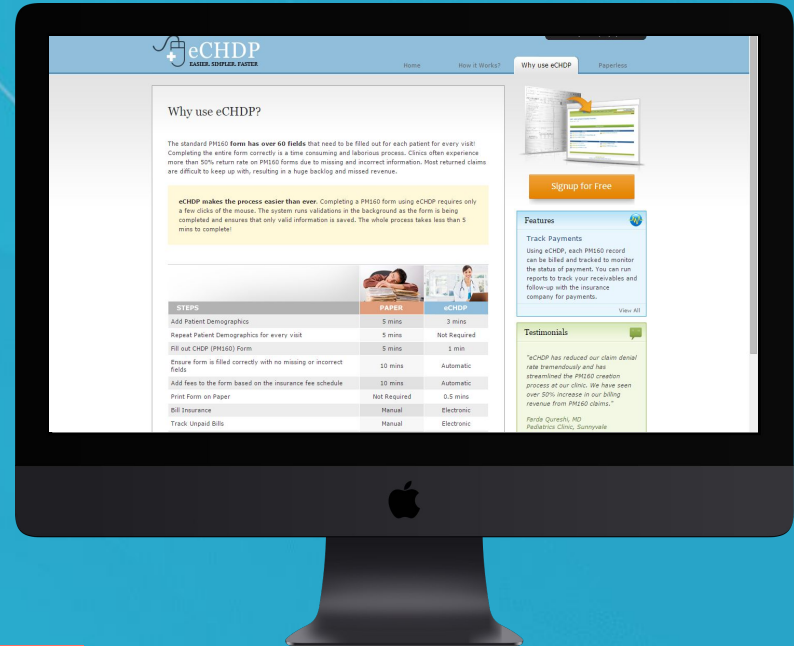 eCHDP
EASIER. SIMPLER. FASTER
Home
How it Works?
Why use eCHDP
Paperless
Why use eCHDP?
The standard PM160 form has over 60 fields that need to be filled out for each patient for every visit!
Completing the entire form correctly is a time consuming and laborious process. Clinics often experience
more than 50% return rate on PM160 forms due to missing and incorrect information. Most returned claims
are difficult to keep up with, resulting in a huge backlog and missed revenue.
eCHDP makes the process easier than ever. Completing a PM160 form using eCHDP requires only
a few clicks of the mouse. The system runs validations in the background as the form is being
completed and ensures that only valid information is saved. The whole process takes less than 5
mins to complete!
STEPS PAPER eCHDP
Add Patient Demographics 5 mins 3 mins
Repeat Patient Demographics for every visit 5 mins Not Required
Fill out CHDP (PM160) Form 5 mins 1 min
Ensure form is filled correctly with no missing or incorrect
fields 10 mins Automatic
Add fees to the form based on the insurance fee schedule 10 mins Automatic
Print Form on Paper Not Required 0.5 mins
Bill Insurance Manual Electronic
Track Unpaid Bills Manual Electronic
Signup for Free
Features
Track Payments
Using eCHDP, each PM160 record
can be billed and tracked to monitor
the status of payment. You can run
reports to track your receivables and
follow-up with the insurance
company for payments.
View All
Testimonials
"eCHDP has reduced our claim denial
rate tremendously and has
streamlined the PM160 creation
process at our clinic. We have seen
over 50% increase in our billing
revenue from PM160 claims."
Farda Qureshi, MD
Pediatrics Clinic, Sunnyvale